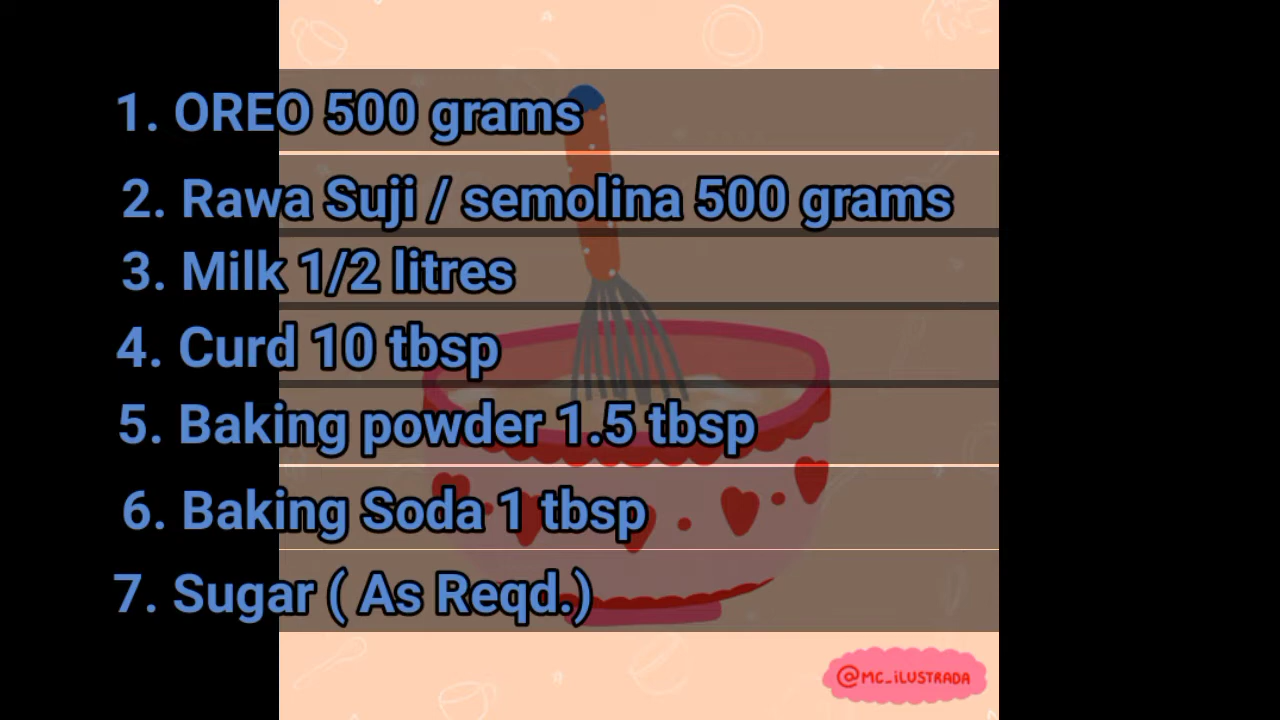 1. OREO 500 grams
2. Rawa Suji / semolina 500 grams
3. Milk 1/2 litres
4. Curd 10 tbsp
5. Baking powder 1.5 tbsp
6. Baking Soda 1 tbsp
7. Sugar ( As Reqd.)
@MC_iLUSTRADA